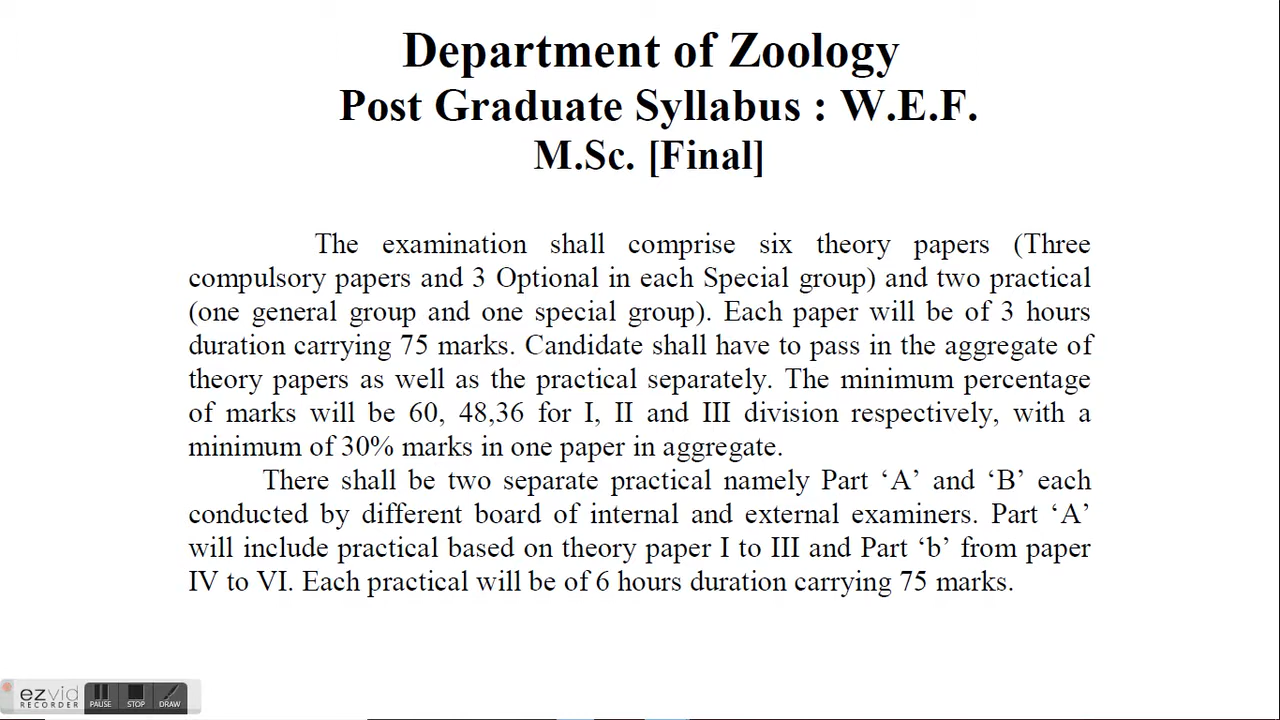 Department of Zoology
Post Graduate Syllabus : W.E.F.
M.Sc. [Final]
The examination shall comprise six theory papers (Three
compulsory papers and 3 Optional in each Special group) and two practical
(one general group and one special group). Each paper will be of 3 hours
duration carrying 75 marks. Candidate shall have to pass in the aggregate of
theory papers as well as the practical separately. The minimum percentage
of marks will be 60, 48,36 for I, II and III division respectively, with a
minimum of 30% marks in one paper in aggregate.
There shall be two separate practical namely Part ‘A’ and ‘B’ each
conducted by different board of internal and external examiners. Part ‘A’
will include practical based on theory paper I to III and Part ‘b’ from paper
IV to VI. Each practical will be of 6 hours duration carrying 75 marks.
ezvid
RECORDER
PAUSE STOP DRAW